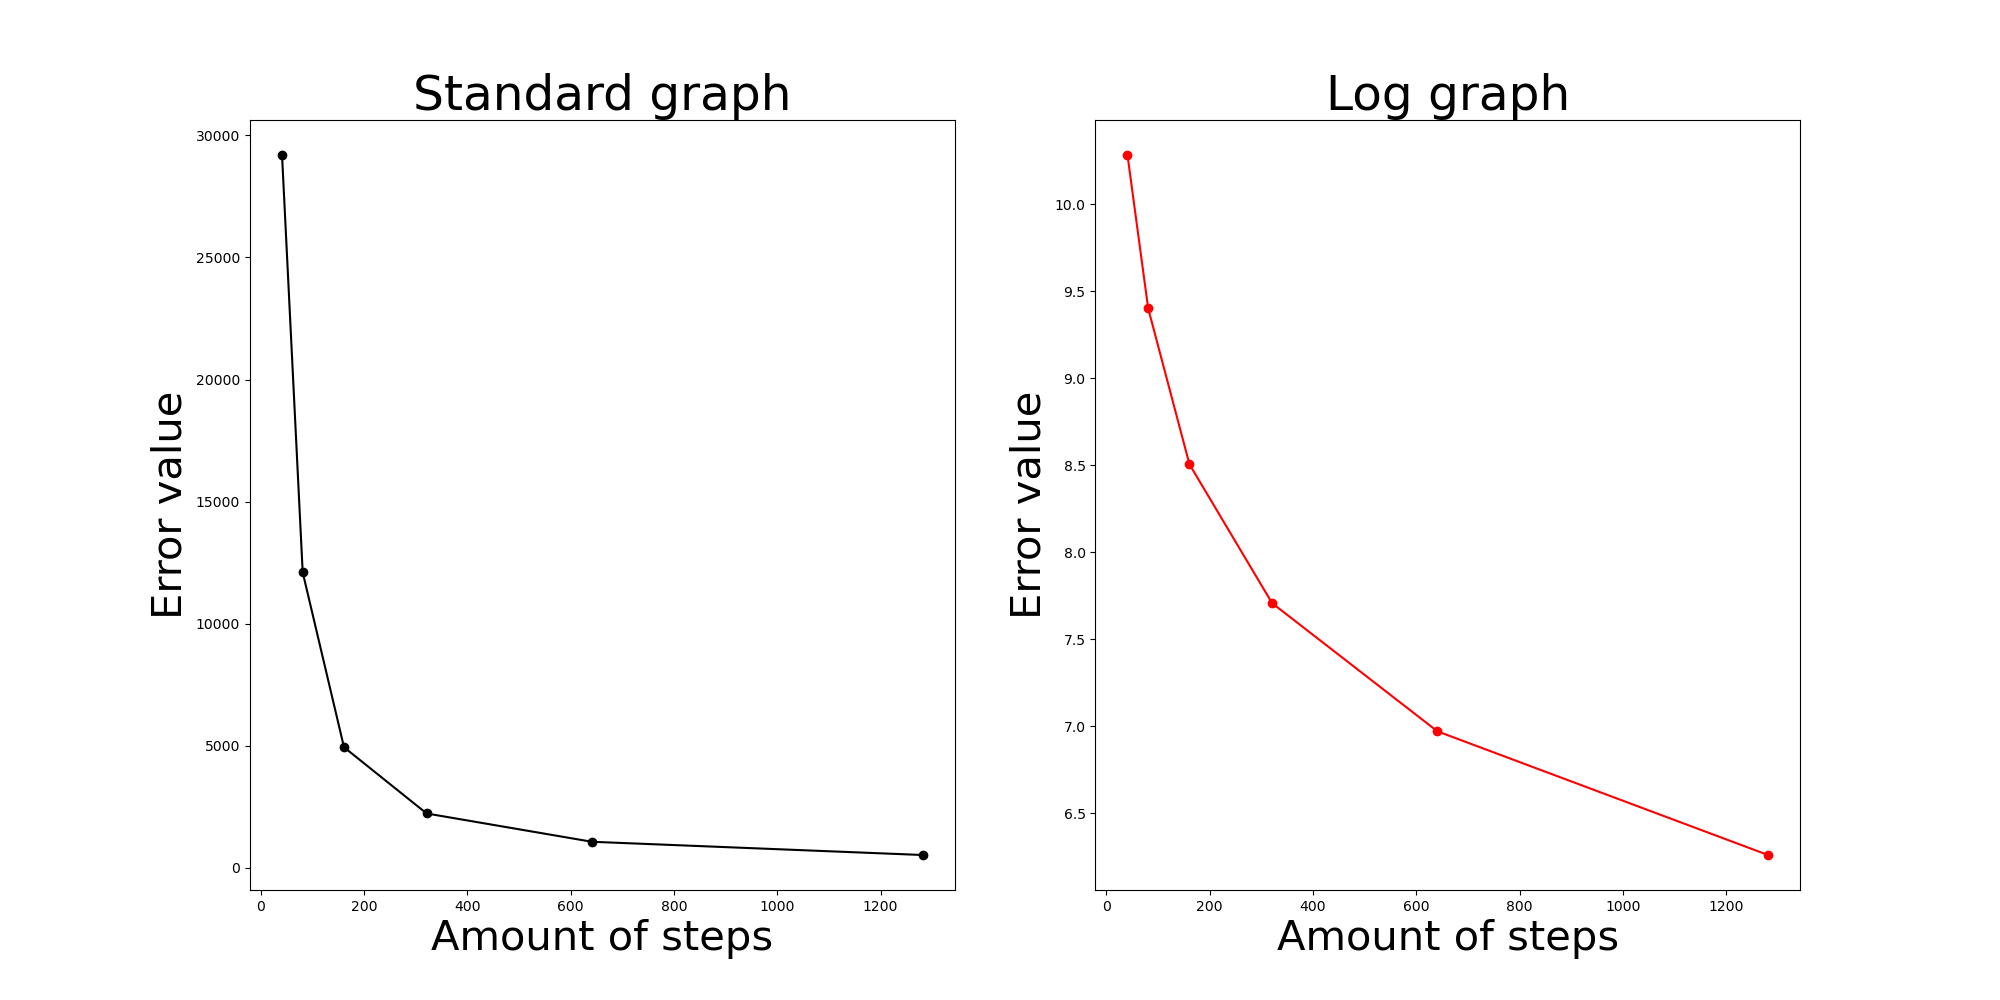 Standard graph
Error value
30000
25000
20000
15000
10000
5000
0
0 200 400 600 800 1000 1200
Amount of steps
Log graph
Error value
10.0
9.5
9.0
8.5
8.0
7.5
7.0
6.5
0 200 400 600 800 1000 1200
Amount of steps